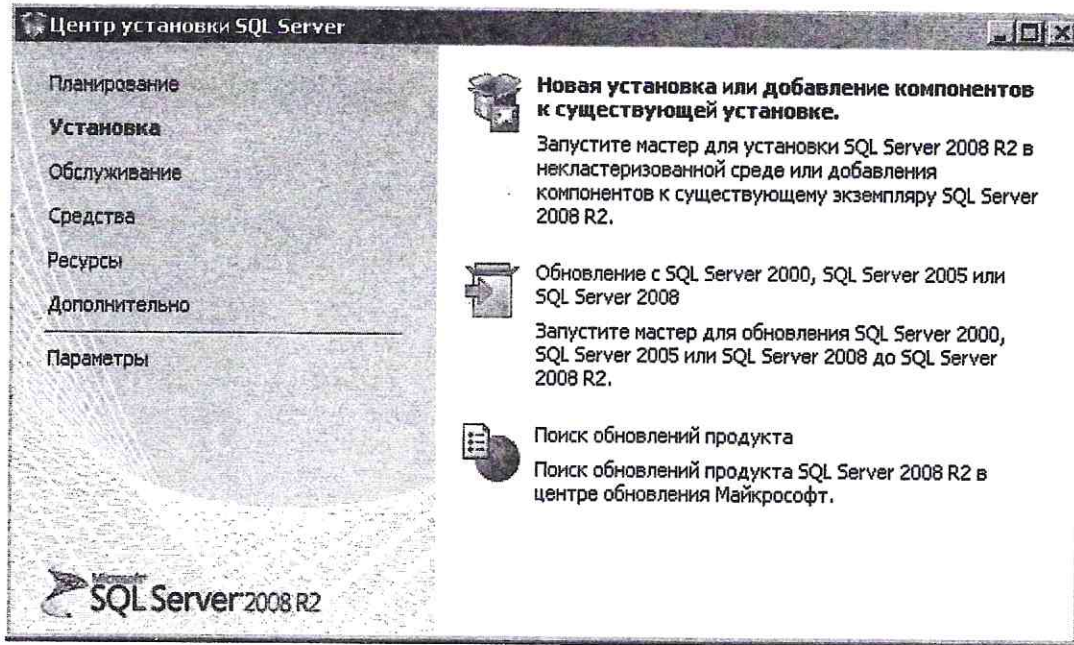 Центр установки SQL Server
Планирование
Установка
Обслуживание
Средства
Ресурсы
Дополнительно
Параметры
Новая установка или добавление компонентов
к существующей установке.
Запустите мастер для установки SQL Server 2008 R2 в
некластеризованной среде или добавления
компонентов к существующему экземпляру SQL Server
2008 R2.
Обновление с SQL Server 2000, SQL Server 2005 или
SQL Server 2008
Запустите мастер для обновления SQL Server 2000,
SQL Server 2005 или SQL Server 2008 до SQL Server
2008 R2.
Поиск обновлений продукта
Поиск обновлений продукта SQL Server 2008 R2 в
центре обновления Майкрософт.
Microsoft
SQL Server 2008 R2